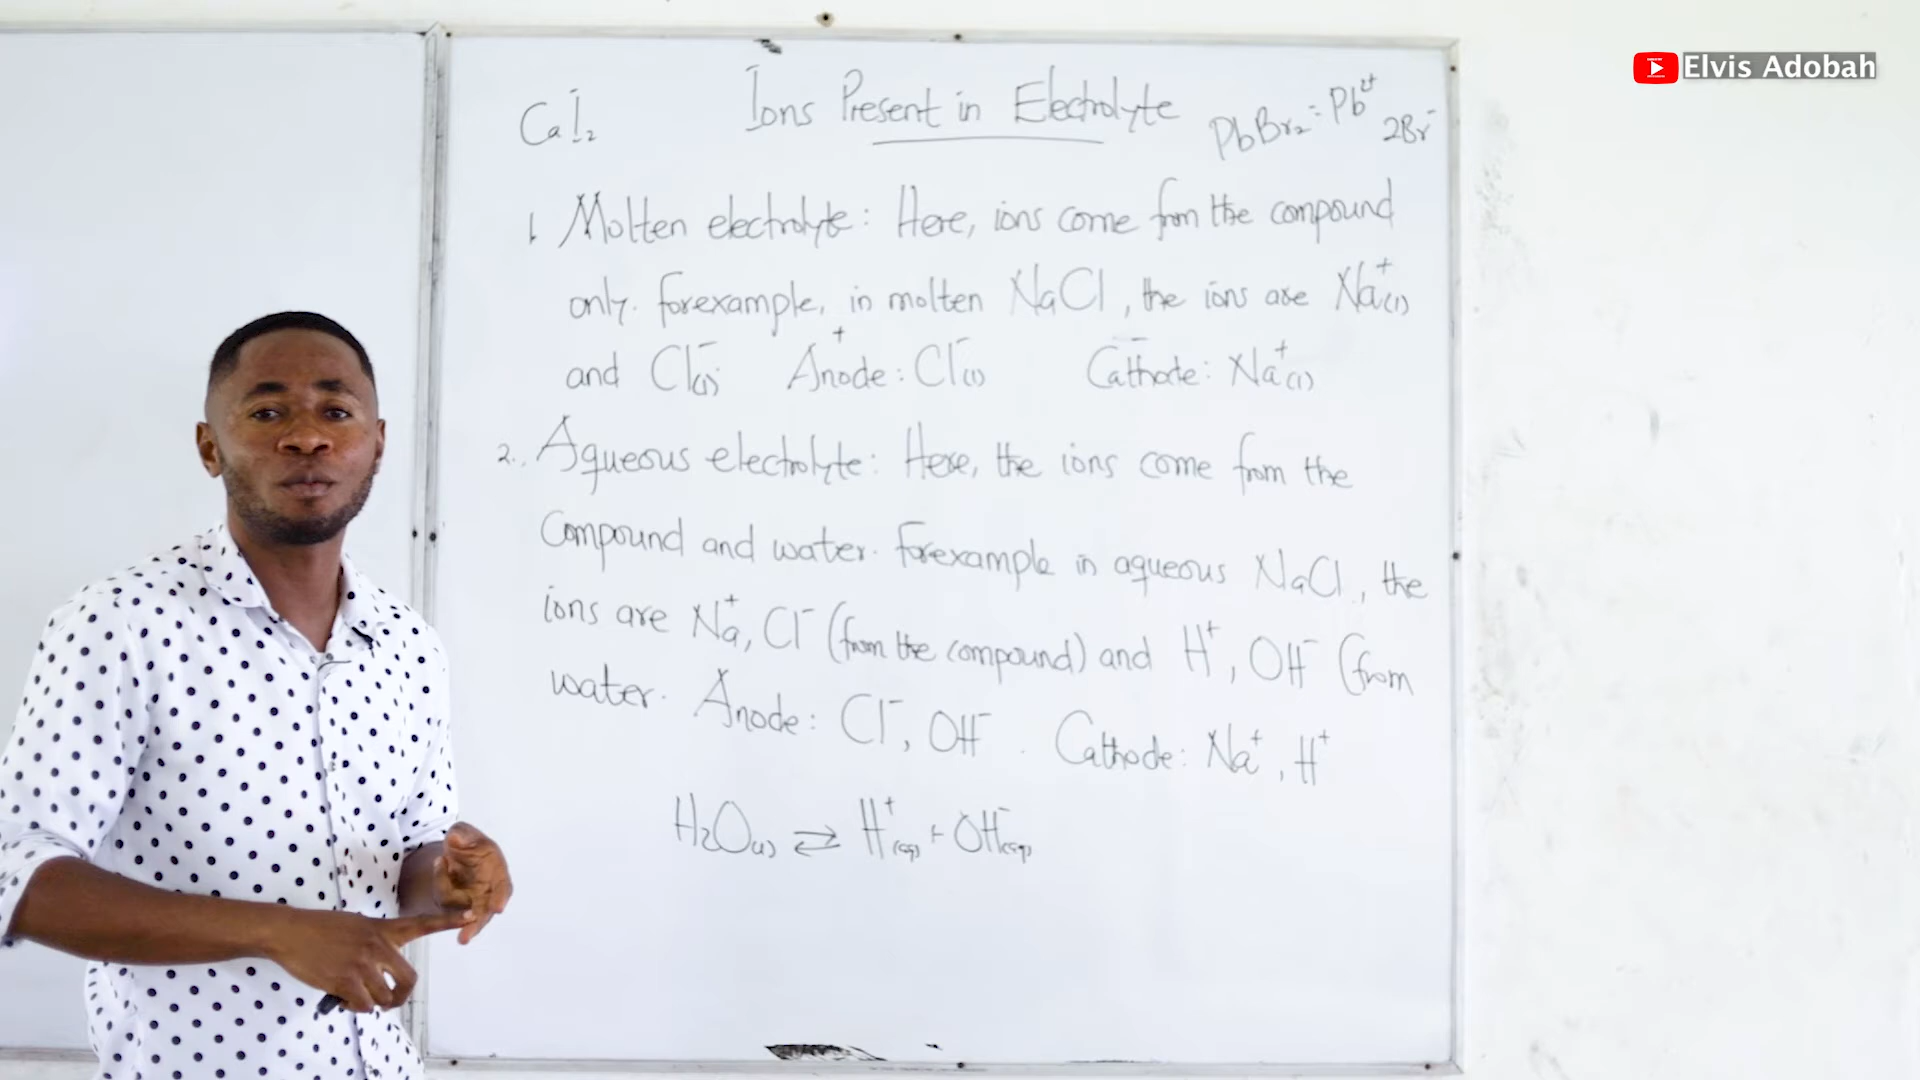 Elvis Adobah
Ions Present in Electrolyte
CaI₂
PbBr₂ = Pb²⁺
2Br⁻
1. Molten electrolyte: Here, ions come from the compound
only. forexample, in molten NaCl, the ions are Na⁺(l)
and Cl⁻(l). Anode⁺: Cl⁻(l) Cathode⁻: Na⁺(l)
2. Aqueous electrolyte: Here, the ions come from the
Compound and water. Forexample in aqueous NaCl, the
ions are Na⁺, Cl⁻ (from the compound) and H⁺, OH⁻ (from
water. Anode: Cl⁻, OH⁻. Cathode: Na⁺, H⁺
H₂O(l) ⇌ H⁺(aq) + OH⁻(aq)